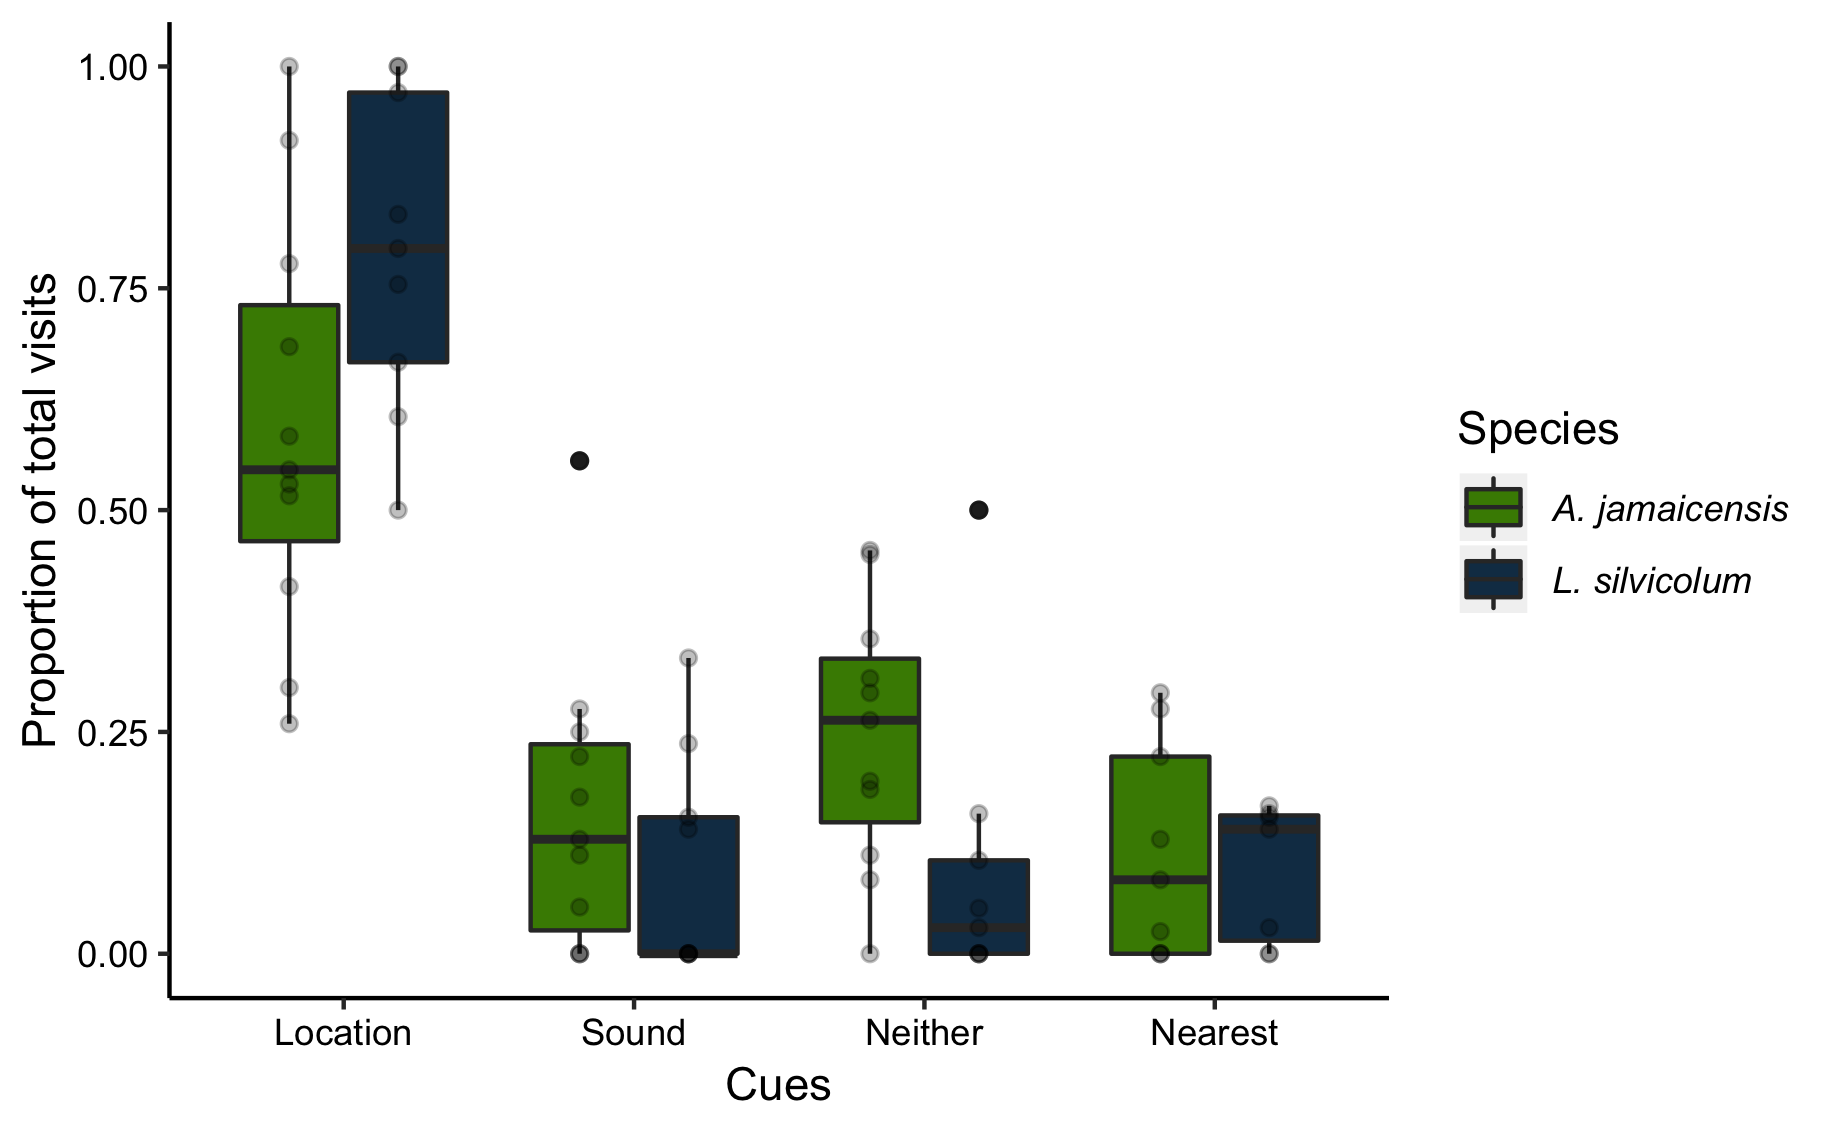 Proportion of total visits
1.00
0.75
0.50
0.25
0.00
Location Sound Neither Nearest
Cues
Species
A. jamaicensis
L. silvicolum